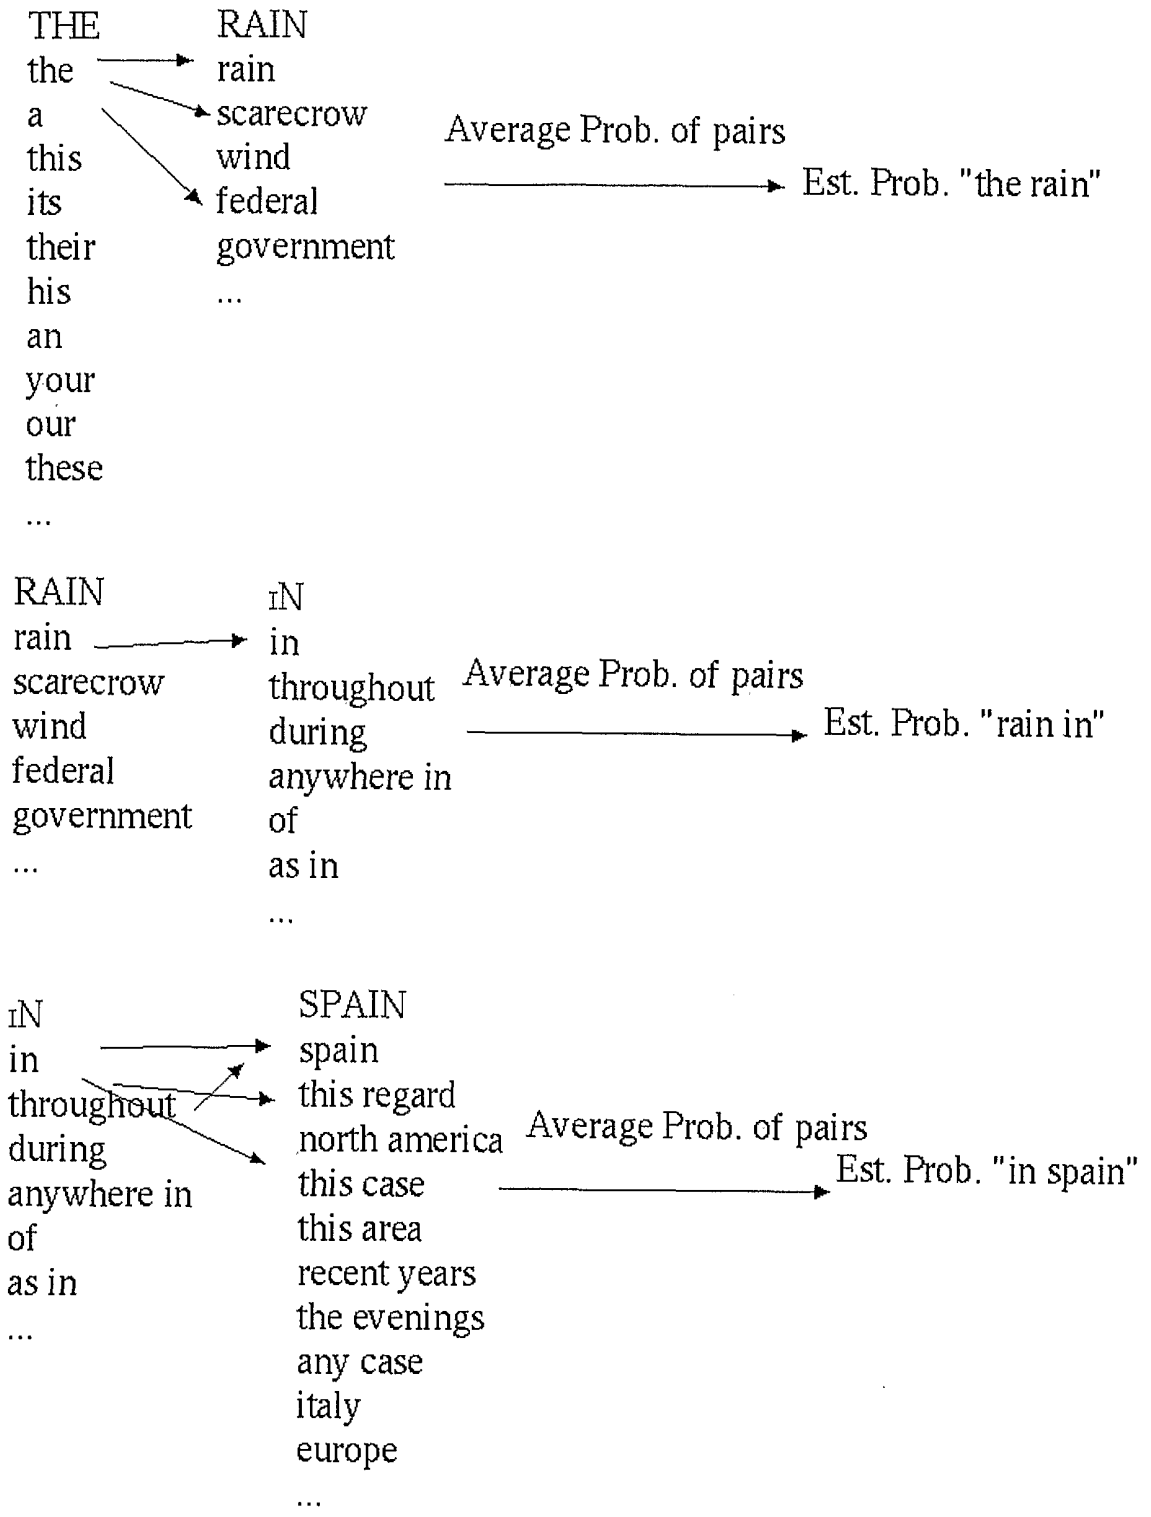 THE
the
a
this
its
their
his
an
your
our
these
...
RAIN
rain
scarecrow
wind
federal
government
...
Average Prob. of pairs
Est. Prob. "the rain"
RAIN
rain
scarecrow
wind
federal
government
...
IN
in
throughout
during
anywhere in
of
as in
...
Average Prob. of pairs
Est. Prob. "rain in"
IN
in
throughout
during
anywhere in
of
as in
...
SPAIN
spain
this regard
north america
this case
this area
recent years
the evenings
any case
italy
europe
...
Average Prob. of pairs
Est. Prob. "in spain"